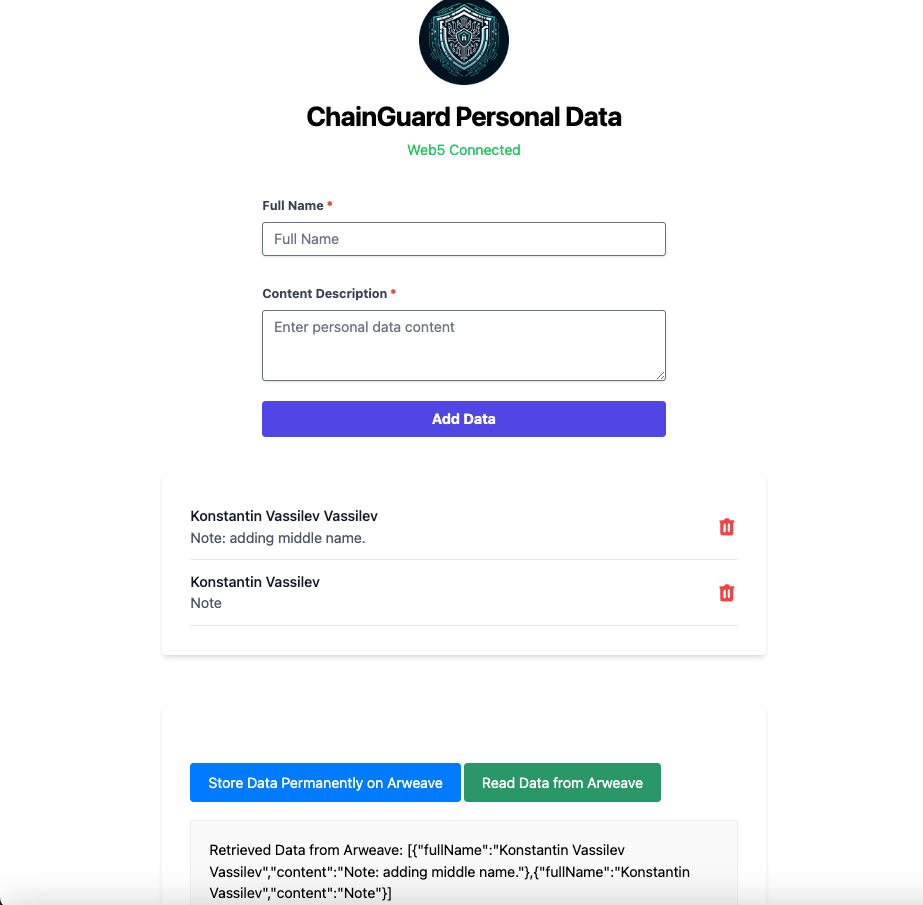 ChainGuard Personal Data
Web5 Connected
Full Name *
Full Name
Content Description *
Enter personal data content
Add Data
Konstantin Vassilev Vassilev
Note: adding middle name.
Konstantin Vassilev
Note
Store Data Permanently on Arweave
Read Data from Arweave
Retrieved Data from Arweave: [{"fullName":"Konstantin Vassilev
Vassilev","content":"Note: adding middle name."},{"fullName":"Konstantin
Vassilev","content":"Note"}]